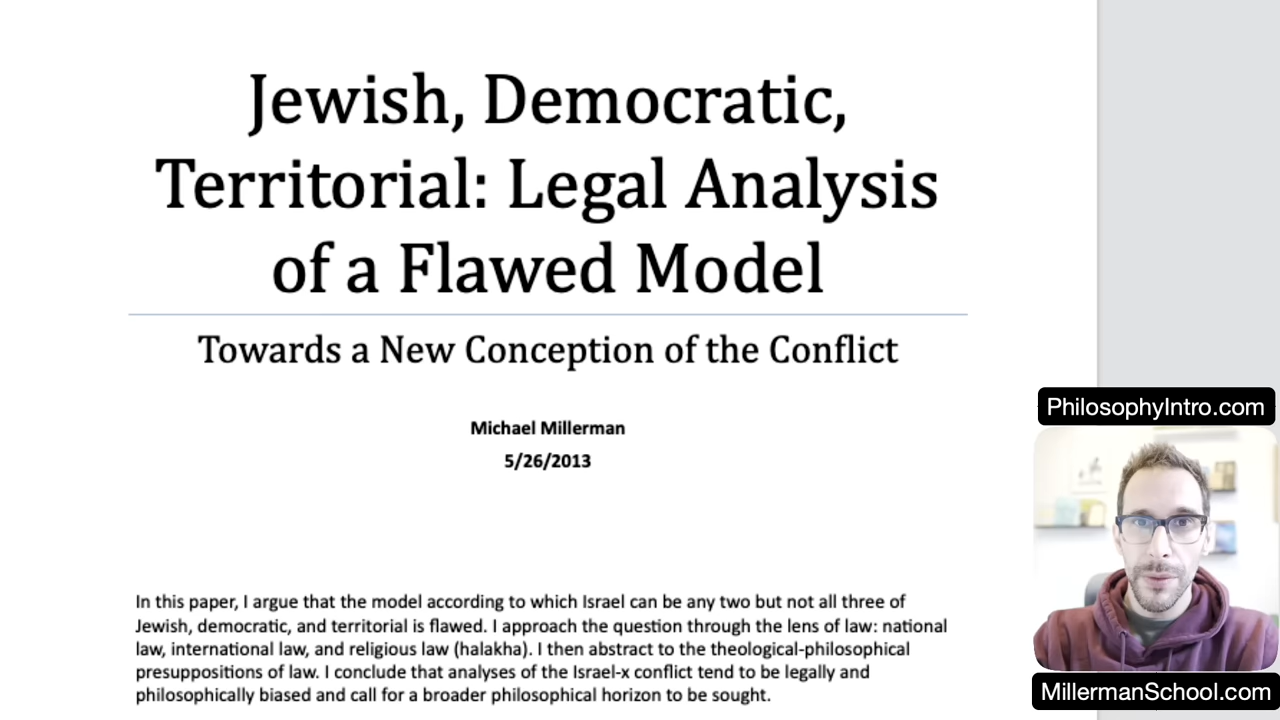 Jewish, Democratic,
Territorial: Legal Analysis
of a Flawed Model
Towards a New Conception of the Conflict
Michael Millerman
5/26/2013
In this paper, I argue that the model according to which Israel can be any two but not all three of
Jewish, democratic, and territorial is flawed. I approach the question through the lens of law: national
law, international law, and religious law (halakha). I then abstract to the theological-philosophical
presuppositions of law. I conclude that analyses of the Israel-x conflict tend to be legally and
philosophically biased and call for a broader philosophical horizon to be sought.
PhilosophyIntro.com
MillermanSchool.com